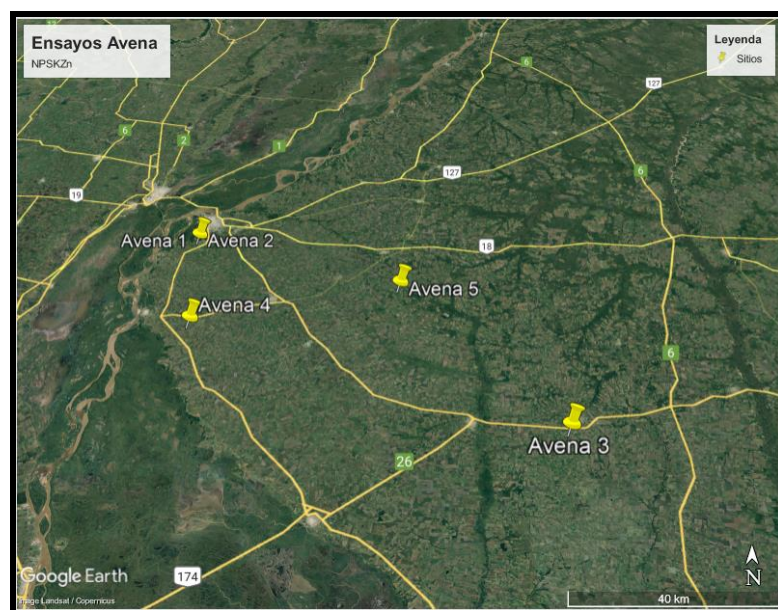 Ensayos Avena
NPSKZn
Leyenda
Sitios
6
127
6
2
1
19
127
6
Avena 1
Avena 2
18
Avena 5
Avena 4
6
Avena 3
26
174
Google Earth
Image Landsat / Copernicus
N
40 km